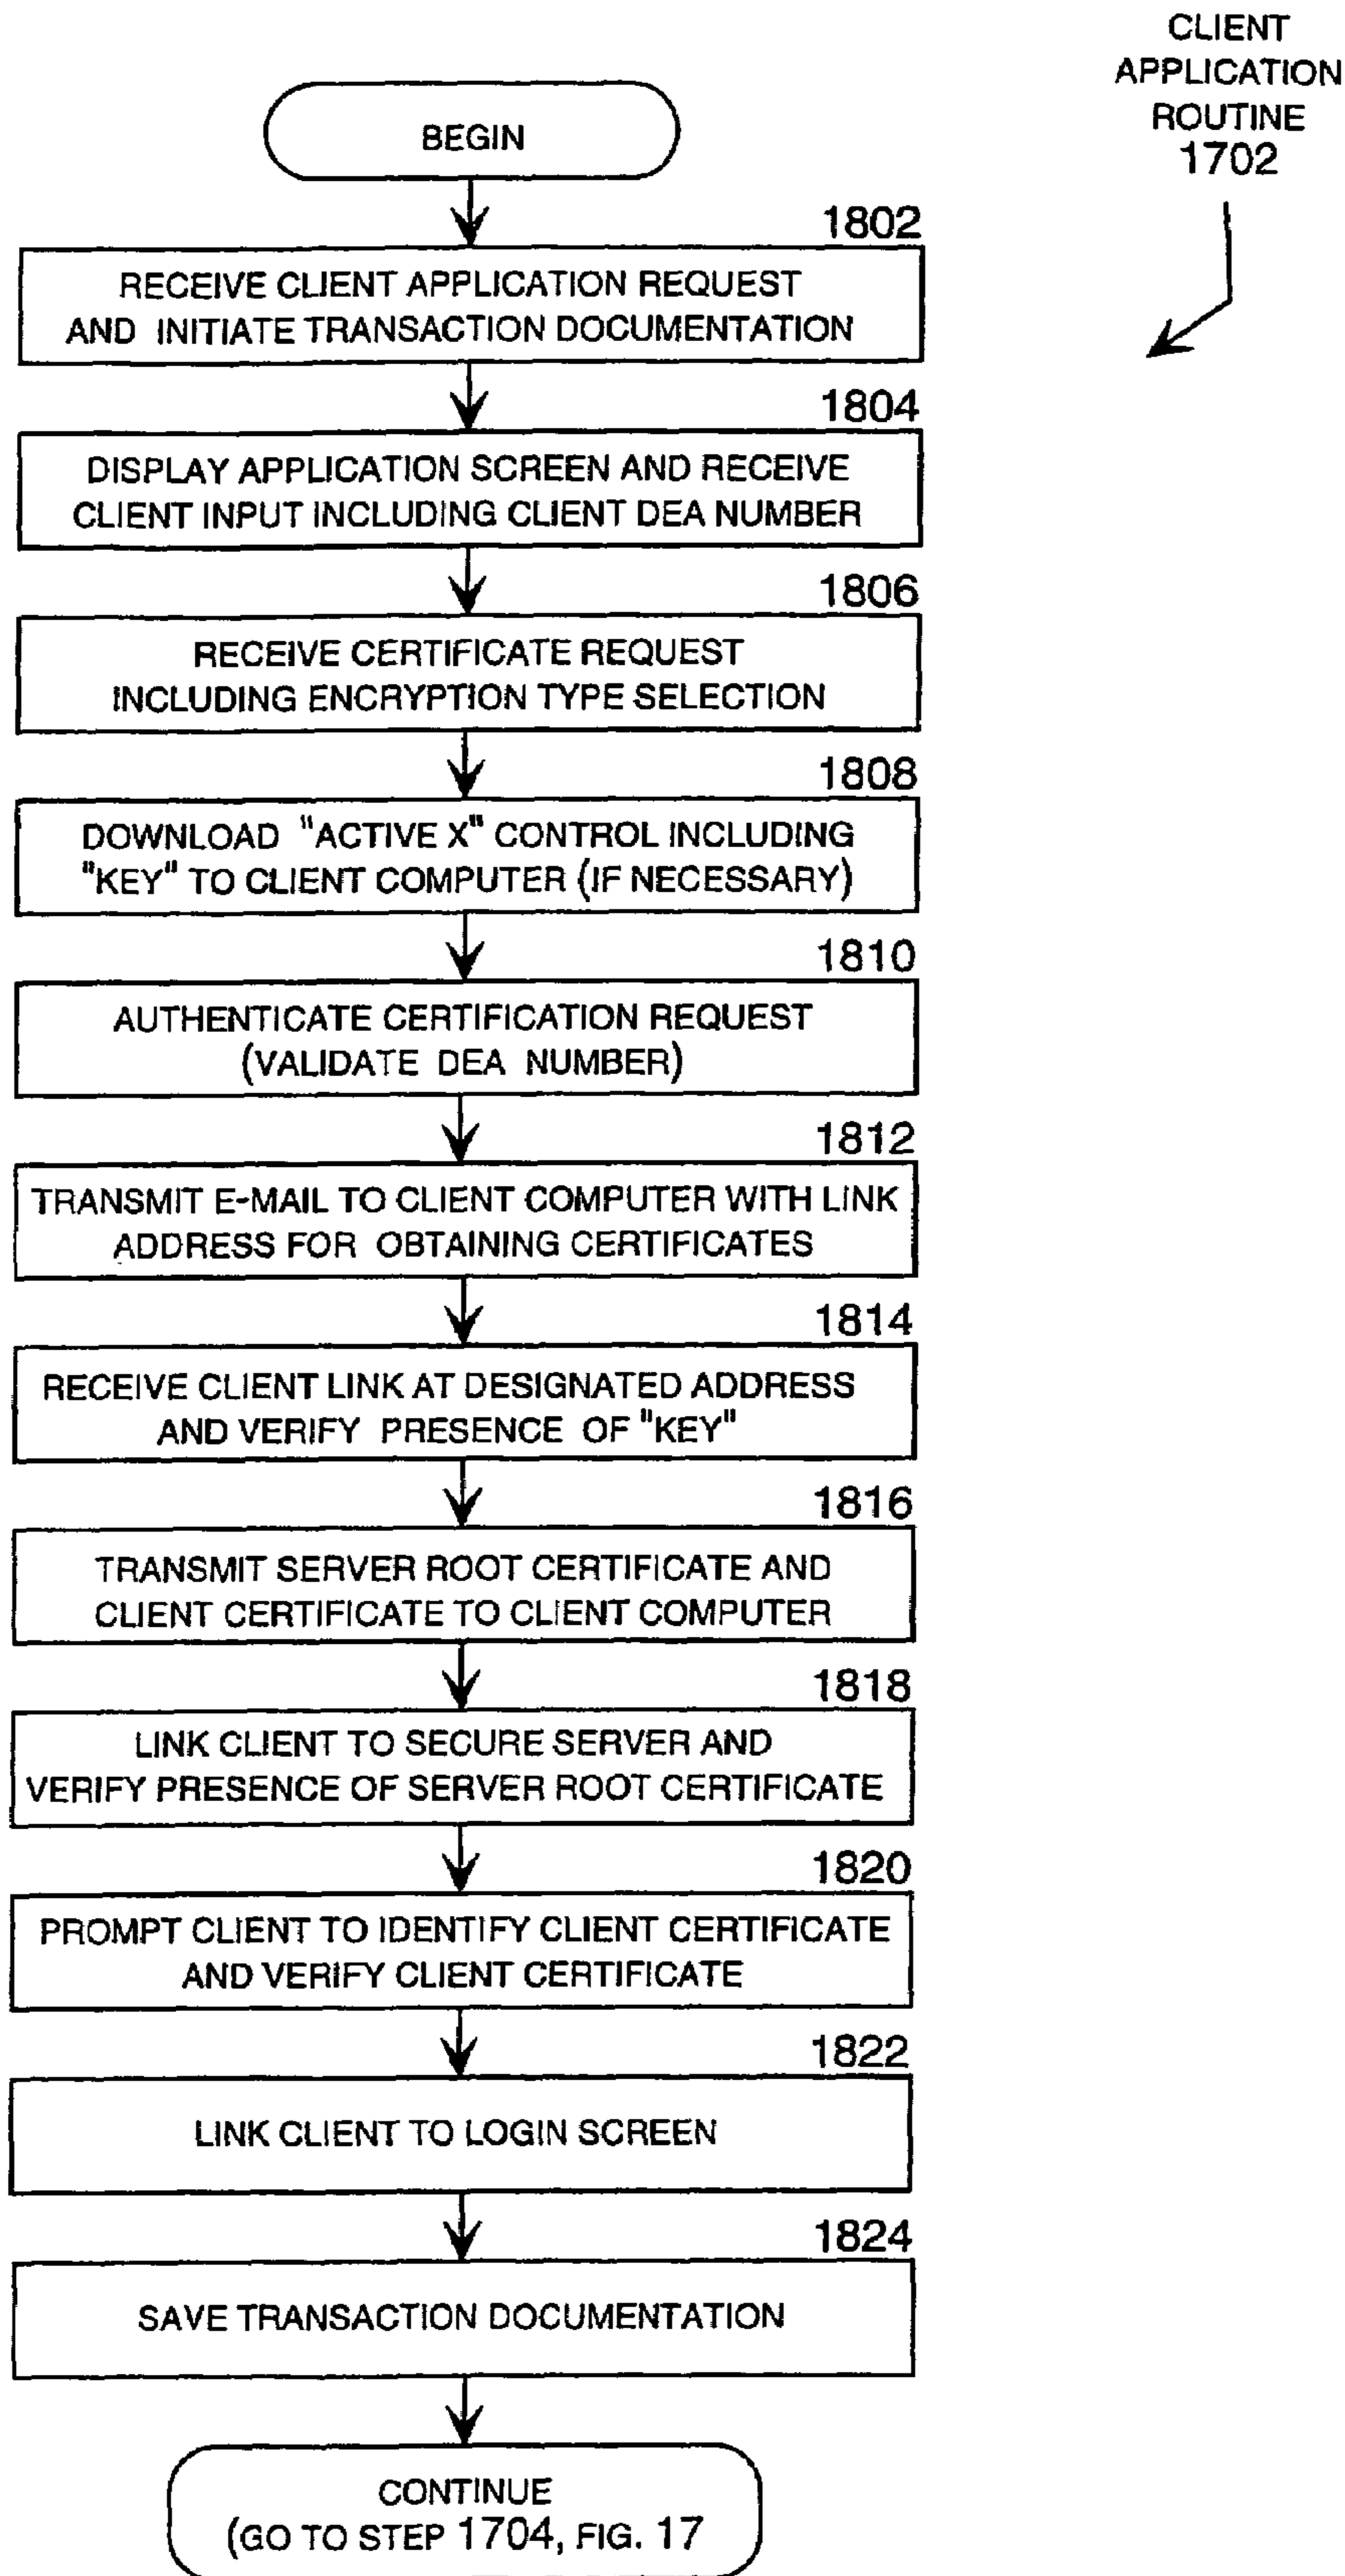 CLIENT
APPLICATION
ROUTINE
1702
BEGIN
1802
RECEIVE CLIENT APPLICATION REQUEST
AND INITIATE TRANSACTION DOCUMENTATION
1804
DISPLAY APPLICATION SCREEN AND RECEIVE
CLIENT INPUT INCLUDING CLIENT DEA NUMBER
1806
RECEIVE CERTIFICATE REQUEST
INCLUDING ENCRYPTION TYPE SELECTION
1808
DOWNLOAD "ACTIVE X" CONTROL INCLUDING
"KEY" TO CLIENT COMPUTER (IF NECESSARY)
1810
AUTHENTICATE CERTIFICATION REQUEST
(VALIDATE DEA NUMBER)
1812
TRANSMIT E-MAIL TO CLIENT COMPUTER WITH LINK
ADDRESS FOR OBTAINING CERTIFICATES
1814
RECEIVE CLIENT LINK AT DESIGNATED ADDRESS
AND VERIFY PRESENCE OF "KEY"
1816
TRANSMIT SERVER ROOT CERTIFICATE AND
CLIENT CERTIFICATE TO CLIENT COMPUTER
1818
LINK CLIENT TO SECURE SERVER AND
VERIFY PRESENCE OF SERVER ROOT CERTIFICATE
1820
PROMPT CLIENT TO IDENTIFY CLIENT CERTIFICATE
AND VERIFY CLIENT CERTIFICATE
1822
LINK CLIENT TO LOGIN SCREEN
1824
SAVE TRANSACTION DOCUMENTATION
CONTINUE
(GO TO STEP 1704, FIG. 17